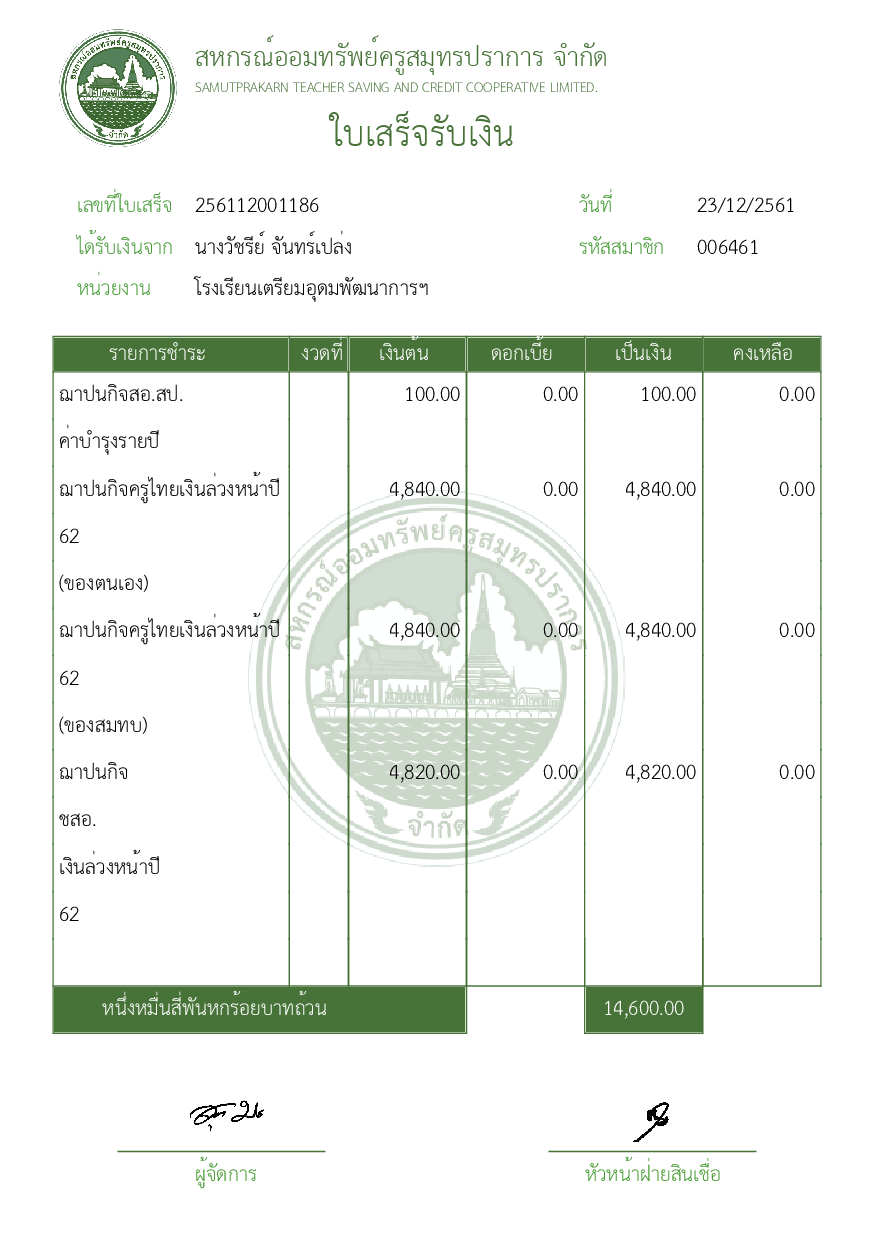 สหกรณ์ออมทรัพย์ครูสมุทรปราการ จำกัด
SAMUTPRAKARN TEACHER SAVING AND CREDIT COOPERATIVE LIMITED.
ใบเสร็จรับเงิน
เลขที่ใบเสร็จ 256112001186 วันที่ 23/12/2561
ได้รับเงินจาก นางวัชรีย์ จันทร์เปล่ง รหัสสมาชิก 006461
หน่วยงาน โรงเรียนเตรียมอุดมพัฒนาการฯ
รายการชำระ งวดที่ เงินต้น ดอกเบี้ย เป็นเงิน คงเหลือ
ฌาปนกิจสอ.สป. 100.00 0.00 100.00 0.00
ค่าบำรุงรายปี
ฌาปนกิจครูไทยเงินล่วงหน้าปี 4,840.00 0.00 4,840.00 0.00
62
(ของตนเอง)
ฌาปนกิจครูไทยเงินล่วงหน้าปี 4,840.00 0.00 4,840.00 0.00
62
(ของสมทบ)
ฌาปนกิจ 4,820.00 0.00 4,820.00 0.00
ชสอ.
เงินล่วงหน้าปี
62
สหกรณ์ออมทรัพย์ครูสมุทรปราการ
จำกัด
หนึ่งหมื่นสี่พันหกร้อยบาทถ้วน 14,600.00
ผู้จัดการ หัวหน้าฝ่ายสินเชื่อ